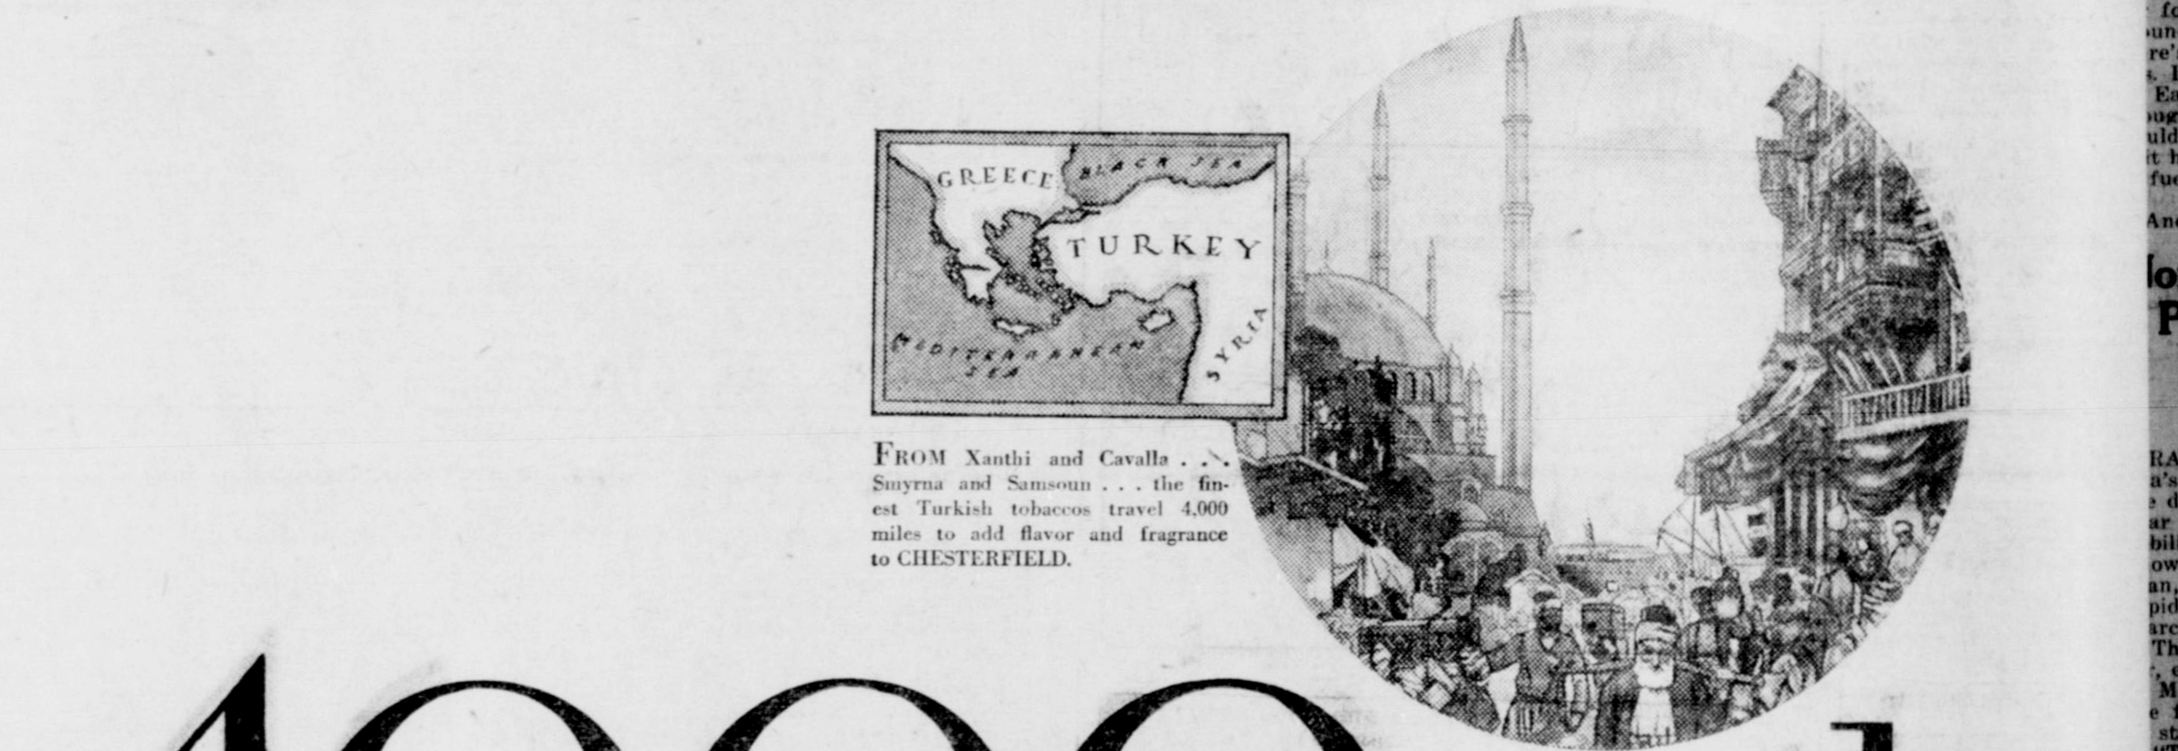 GREECE
BLACK SEA
TURKEY
SYRIA
MEDITERRANEAN
SEA
FROM Xanthi and Cavalla . . .
Smyrna and Samsoun . . . the fin-
est Turkish tobaccos travel 4,000
miles to add flavor and fragrance
to CHESTERFIELD.